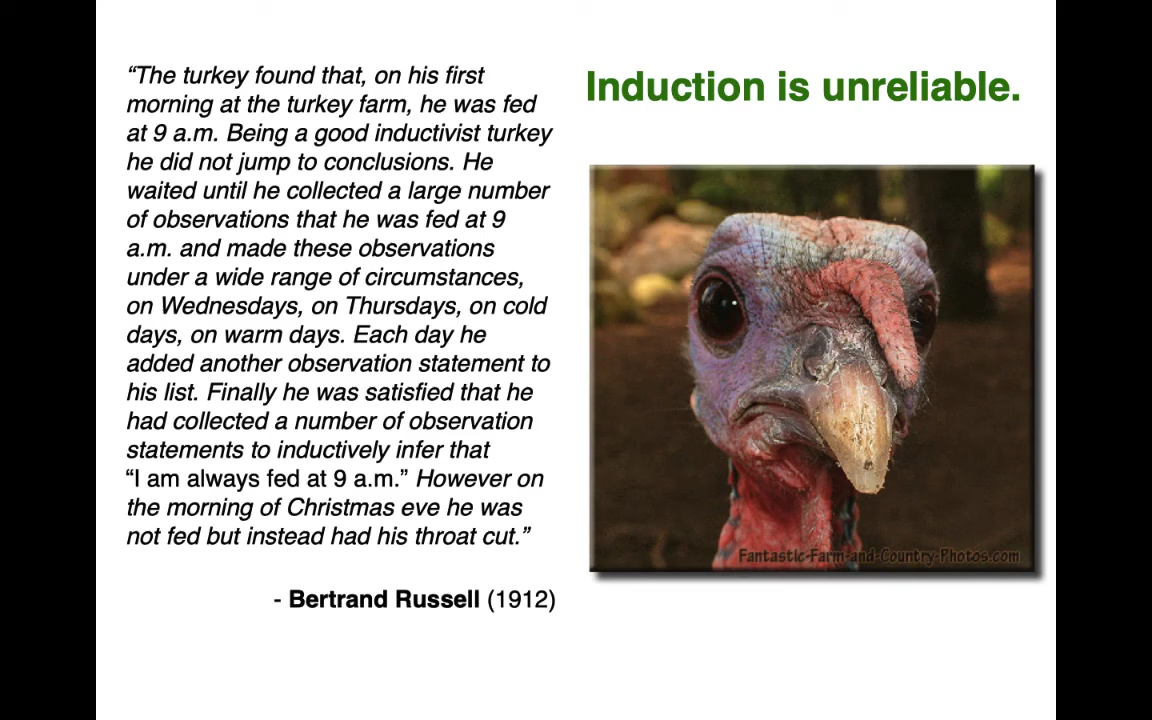 “The turkey found that, on his first
morning at the turkey farm, he was fed
at 9 a.m. Being a good inductivist turkey
he did not jump to conclusions. He
waited until he collected a large number
of observations that he was fed at 9
a.m. and made these observations
under a wide range of circumstances,
on Wednesdays, on Thursdays, on cold
days, on warm days. Each day he
added another observation statement to
his list. Finally he was satisfied that he
had collected a number of observation
statements to inductively infer that
“I am always fed at 9 a.m.” However on
the morning of Christmas eve he was
not fed but instead had his throat cut.”
- Bertrand Russell (1912)
Induction is unreliable.
Fantastic-Farm-and-Country-Photos.com